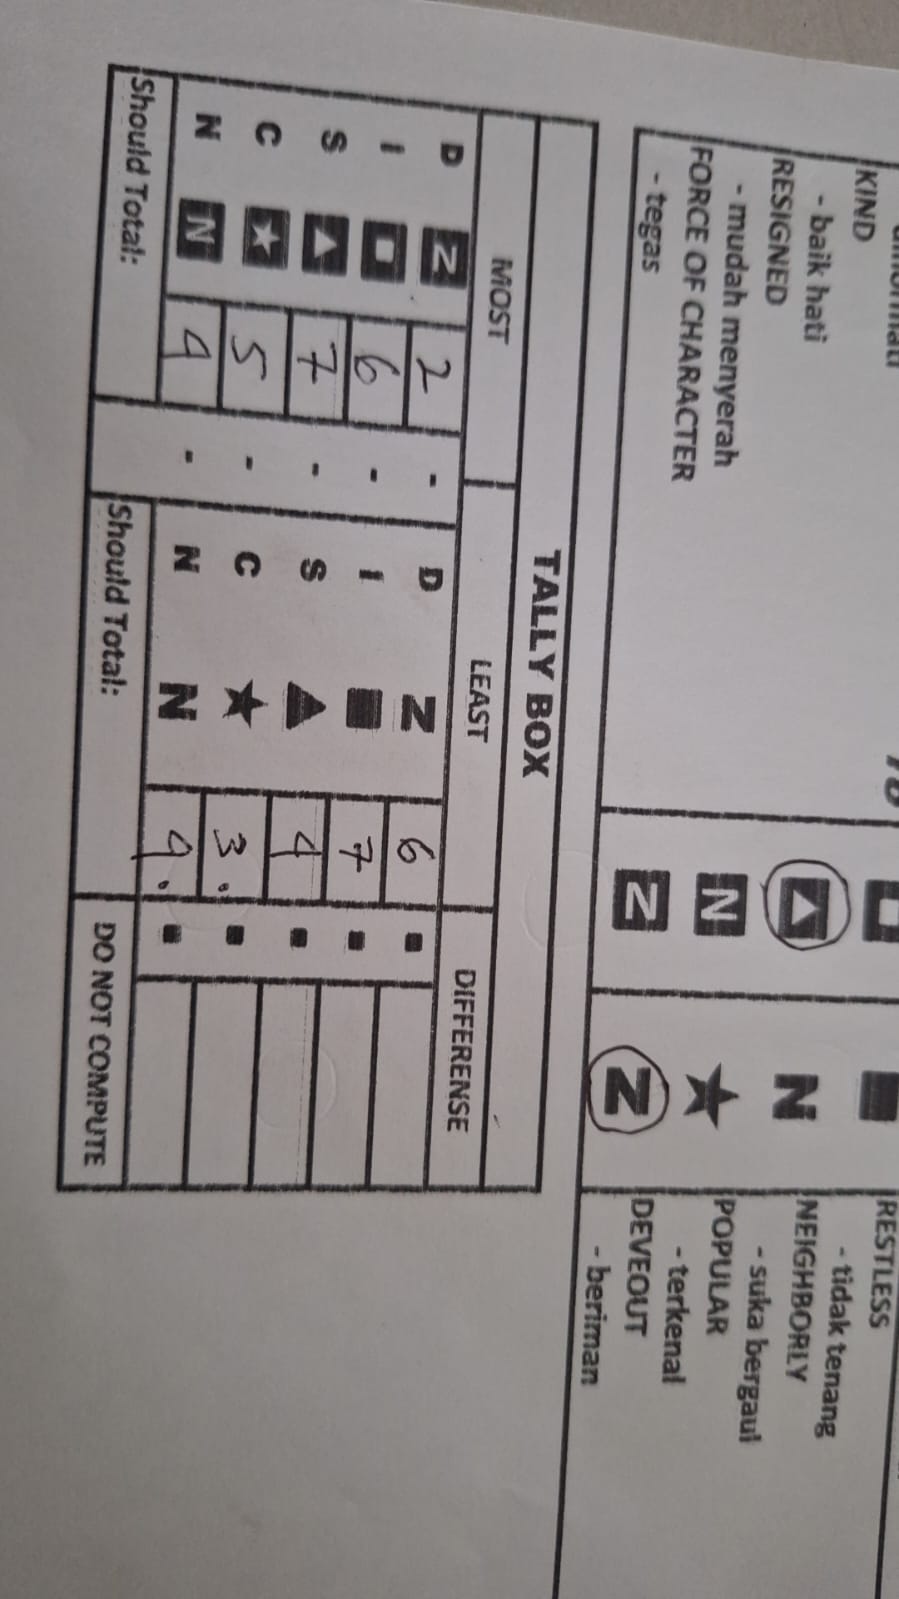 KIND
- baik hati
RESIGNED
- mudah menyerah
FORCE OF CHARACTER
- tegas
N
N
Z
Z
RESTLESS
- tidak tenang
NEIGHBORLY
- suka bergaul
POPULAR
- terkenal
DEVEOUT
- beriman
TALLY BOX
MOST LEAST DIFFERENSE
D Z 2 - D Z 6
I 6 - I 7
S 7 - S 4
C 5 - C 3.
N N 4 - N N 4.
Should Total: Should Total: DO NOT COMPUTE